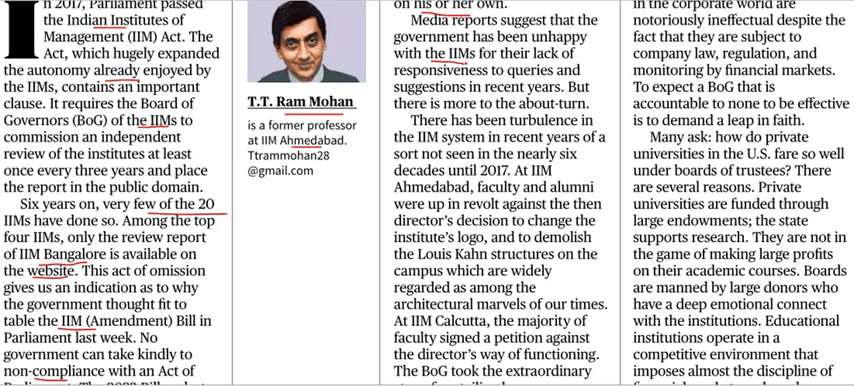 In 2017, Parliament passed
the Indian Institutes of
Management (IIM) Act. The
Act, which hugely expanded
the autonomy already enjoyed by
the IIMs, contains an important
clause. It requires the Board of
Governors (BoG) of the IIMs to
commission an independent
review of the institutes at least
once every three years and place
the report in the public domain.
Six years on, very few of the 20
IIMs have done so. Among the top
four IIMs, only the review report
of IIM Bangalore is available on
the website. This act of omission
gives us an indication as to why
the government thought fit to
table the IIM (Amendment) Bill in
Parliament last week. No
government can take kindly to
non-compliance with an Act of
T.T. Ram Mohan
is a former professor
at IIM Ahmedabad.
Ttrammohan28
@gmail.com
on his or her own.
Media reports suggest that the
government has been unhappy
with the IIMs for their lack of
responsiveness to queries and
suggestions in recent years. But
there is more to the about-turn.
There has been turbulence in
the IIM system in recent years of a
sort not seen in the nearly six
decades until 2017. At IIM
Ahmedabad, faculty and alumni
were up in revolt against the then
director's decision to change the
institute's logo, and to demolish
the Louis Kahn structures on the
campus which are widely
regarded as among the
architectural marvels of our times.
At IIM Calcutta, the majority of
faculty signed a petition against
the director's way of functioning.
The BoG took the extraordinary
in the corporate world are
notoriously ineffectual despite the
fact that they are subject to
company law, regulation, and
monitoring by financial markets.
To expect a BoG that is
accountable to none to be effective
is to demand a leap in faith.
Many ask: how do private
universities in the U.S. fare so well
under boards of trustees? There
are several reasons. Private
universities are funded through
large endowments; the state
supports research. They are not in
the game of making large profits
on their academic courses. Boards
are manned by large donors who
have a deep emotional connect
with the institutions. Educational
institutions operate in a
competitive environment that
imposes almost the discipline of